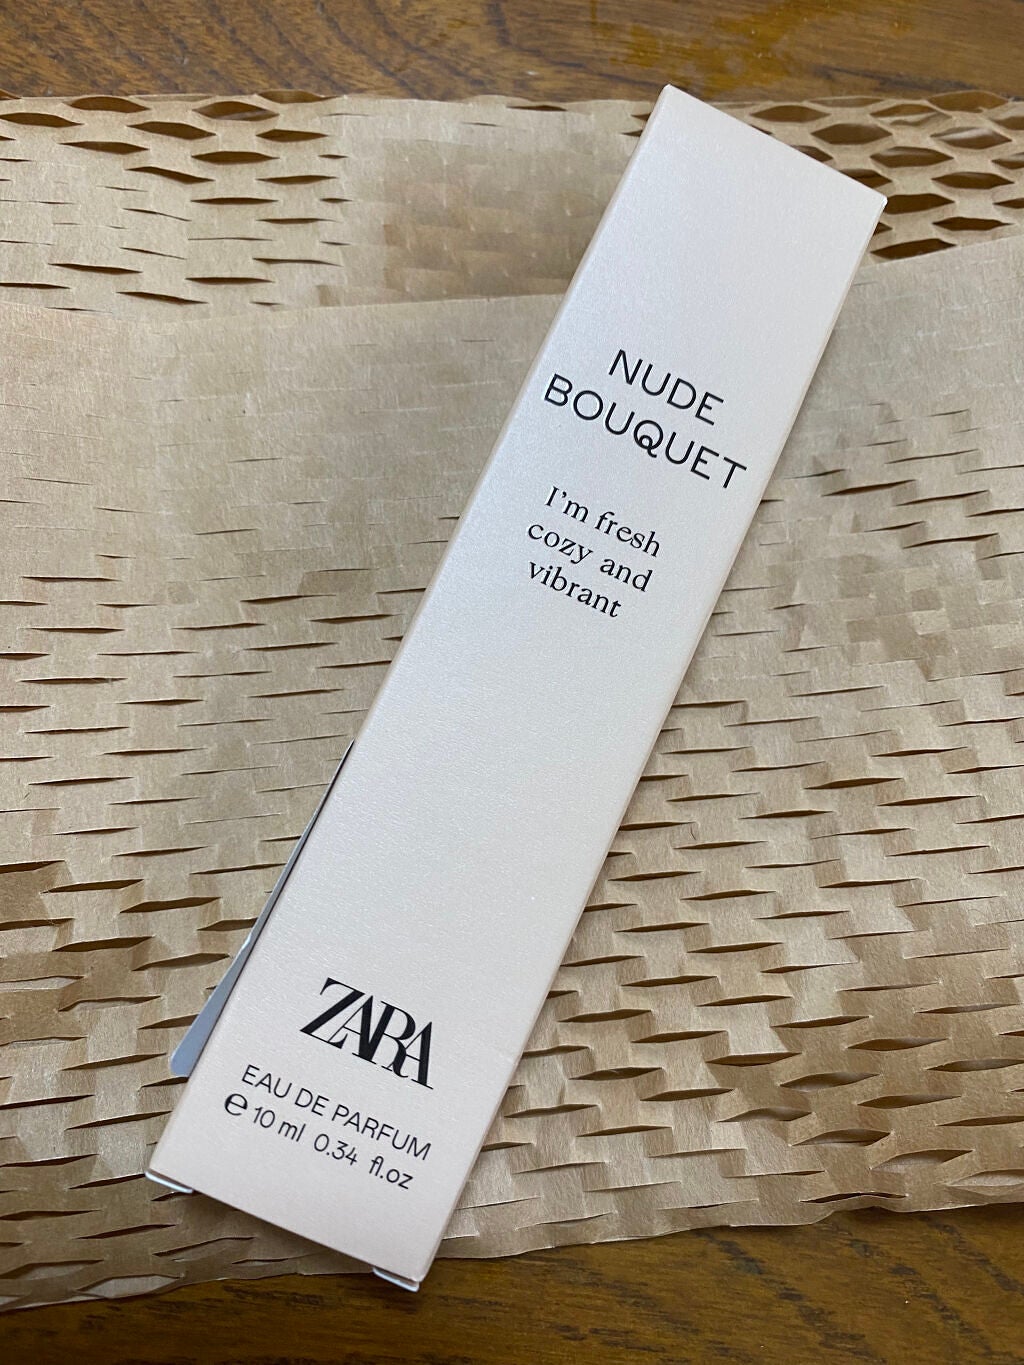 NUDE
BOUQUET
I'm fresh
cozy and
vibrant
ZARA
EAU DE PARFUM
℮ 10 ml 0.34 fl.oz